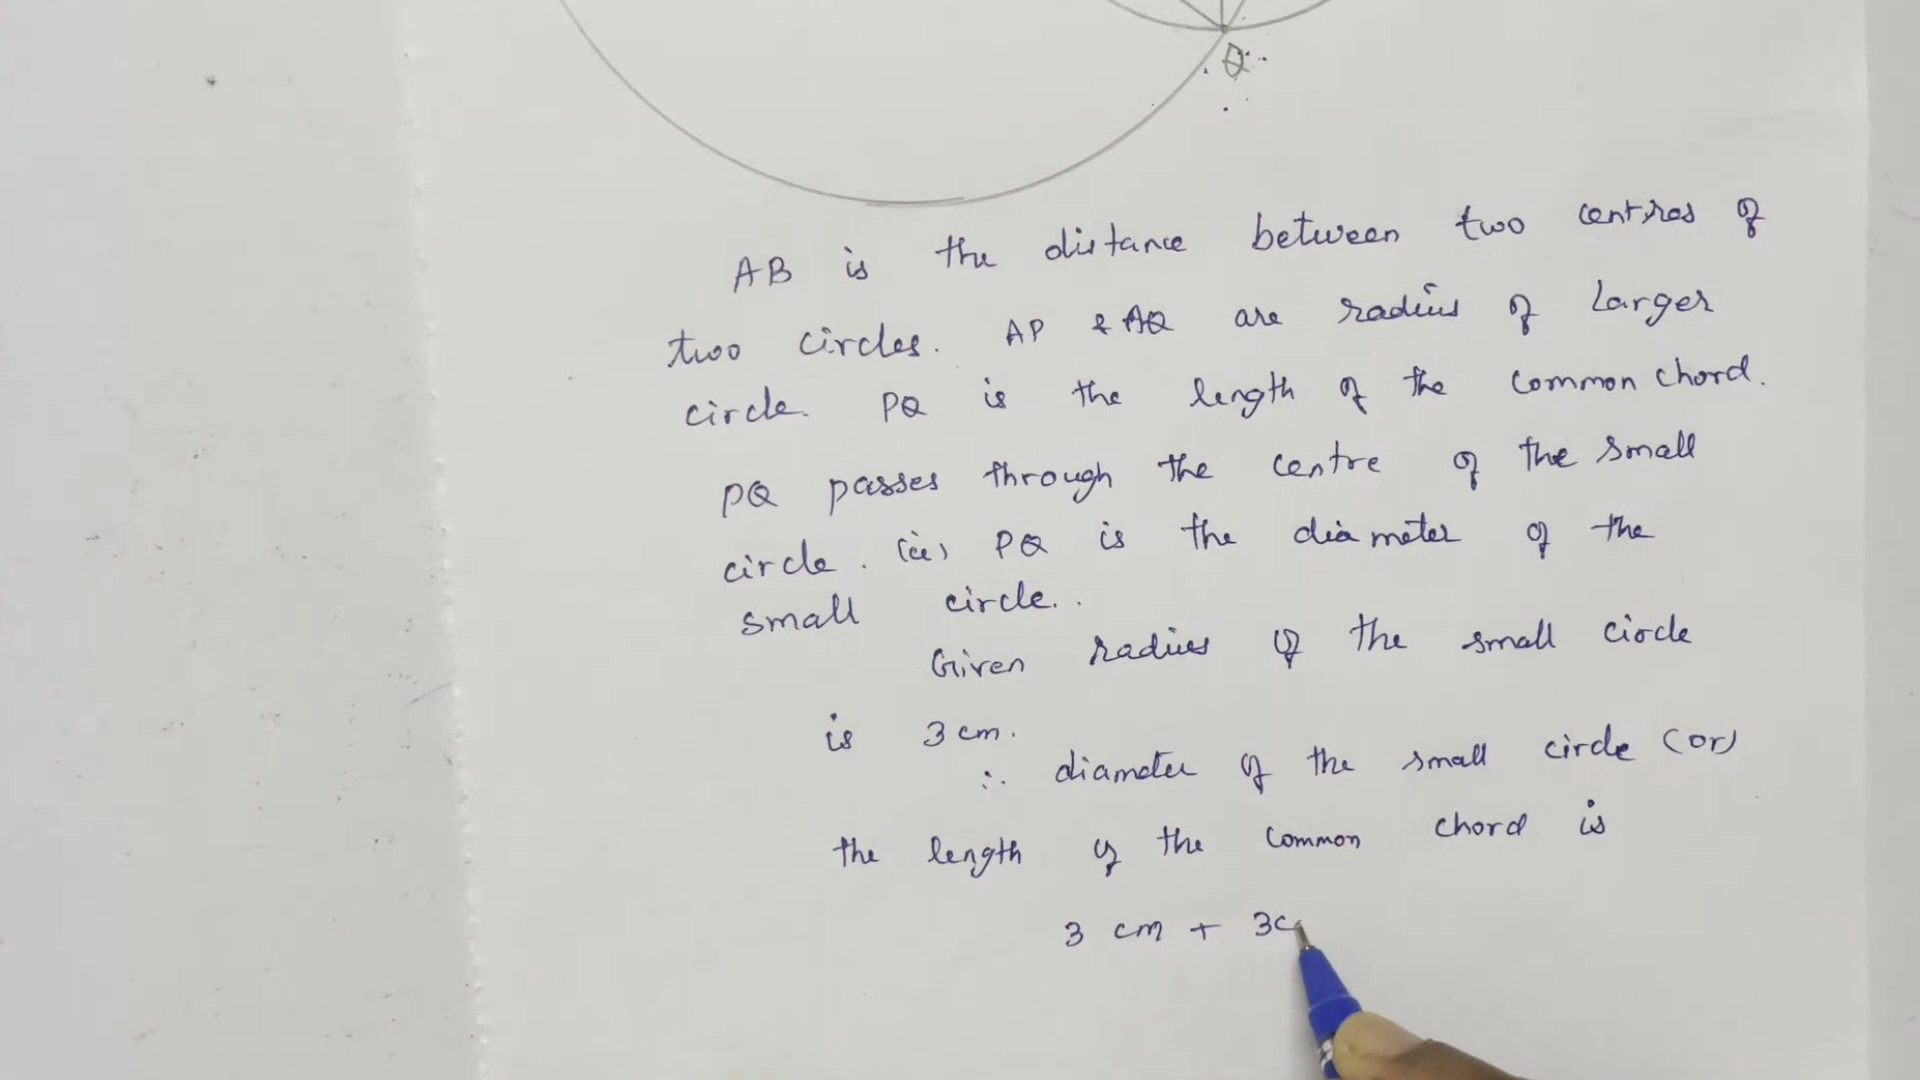 Q
AB is the distance between two centres of
two circles. AP & AQ are radius of Larger
circle. PQ is the length of the common chord.
PQ passes through the centre of the small
circle. (ie) PQ is the diameter of the
small circle..
Given radius of the small circle
is 3 cm.
∴ diameter of the small circle (or)
the length of the common chord is
3 cm + 3c